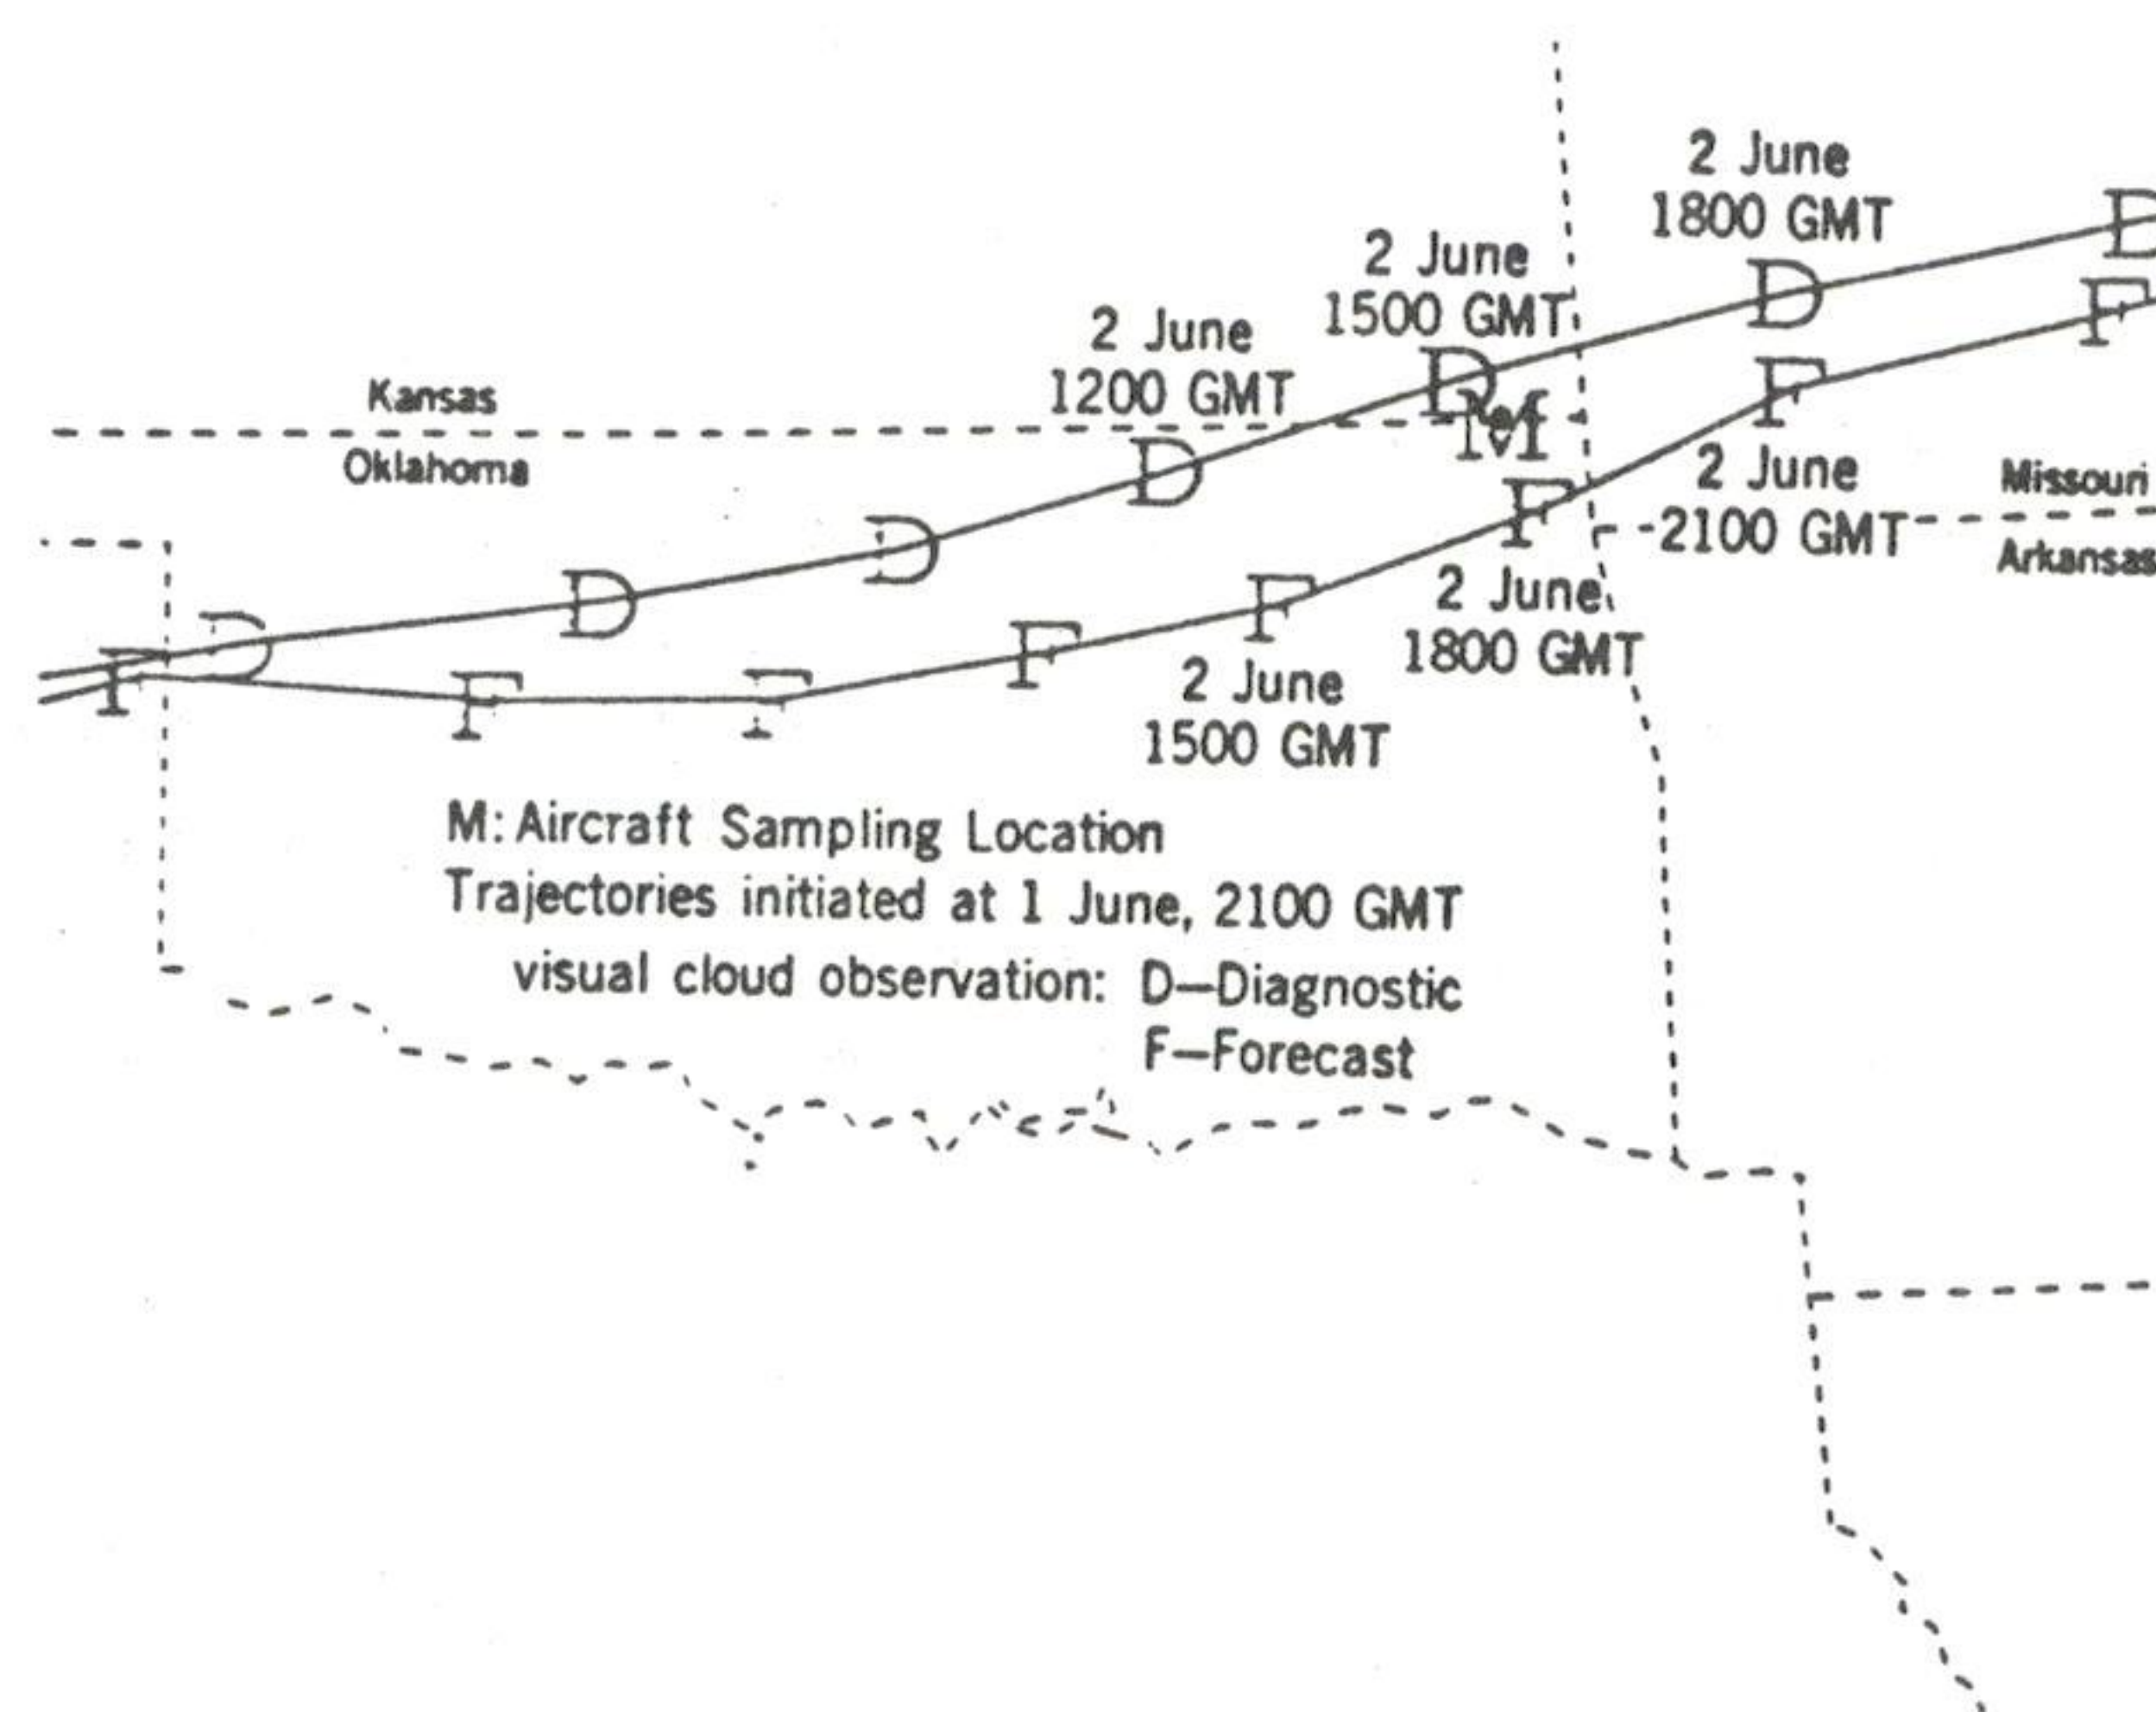 2 June
1800 GMT
2 June
1500 GMT
2 June
1200 GMT
D
D
D
D
D
D
D
Kansas
Oklahoma
M
F
F
F
F
F
F
F
F
2 June
2100 GMT
Missouri
Arkansas
2 June
1800 GMT
2 June
1500 GMT
M: Aircraft Sampling Location
Trajectories initiated at 1 June, 2100 GMT
visual cloud observation: D—Diagnostic
F—Forecast